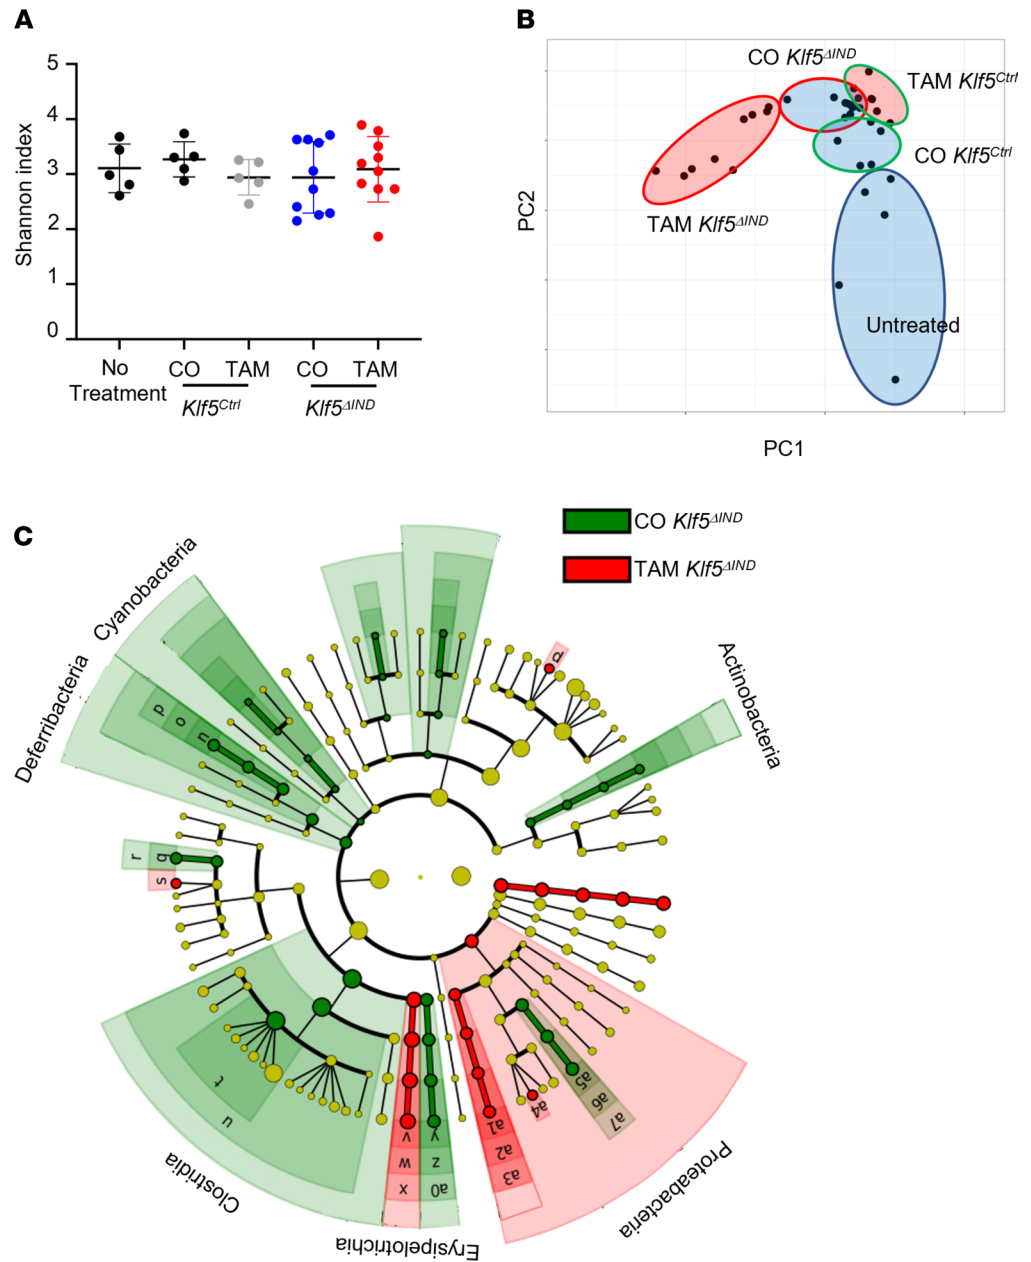 A
5
4
3
2
1
0
Shannon index
No
Treatment
CO
TAM
CO
TAM
Klf5Ctrl
Klf5ΔIND
B
CO Klf5ΔIND
TAM Klf5Ctrl
CO Klf5Ctrl
TAM Klf5ΔIND
Untreated
PC2
PC1
C
CO Klf5ΔIND
TAM Klf5ΔIND
Cyanobacteria
Deferribacteria
Actinobacteria
d
p
o
n
r
q
s
t
u
v
w
x
y
z
a0
a1
a2
a3
a4
a5
a6
a7
Clostridia
Erysipelotrichia
Proteabacteria